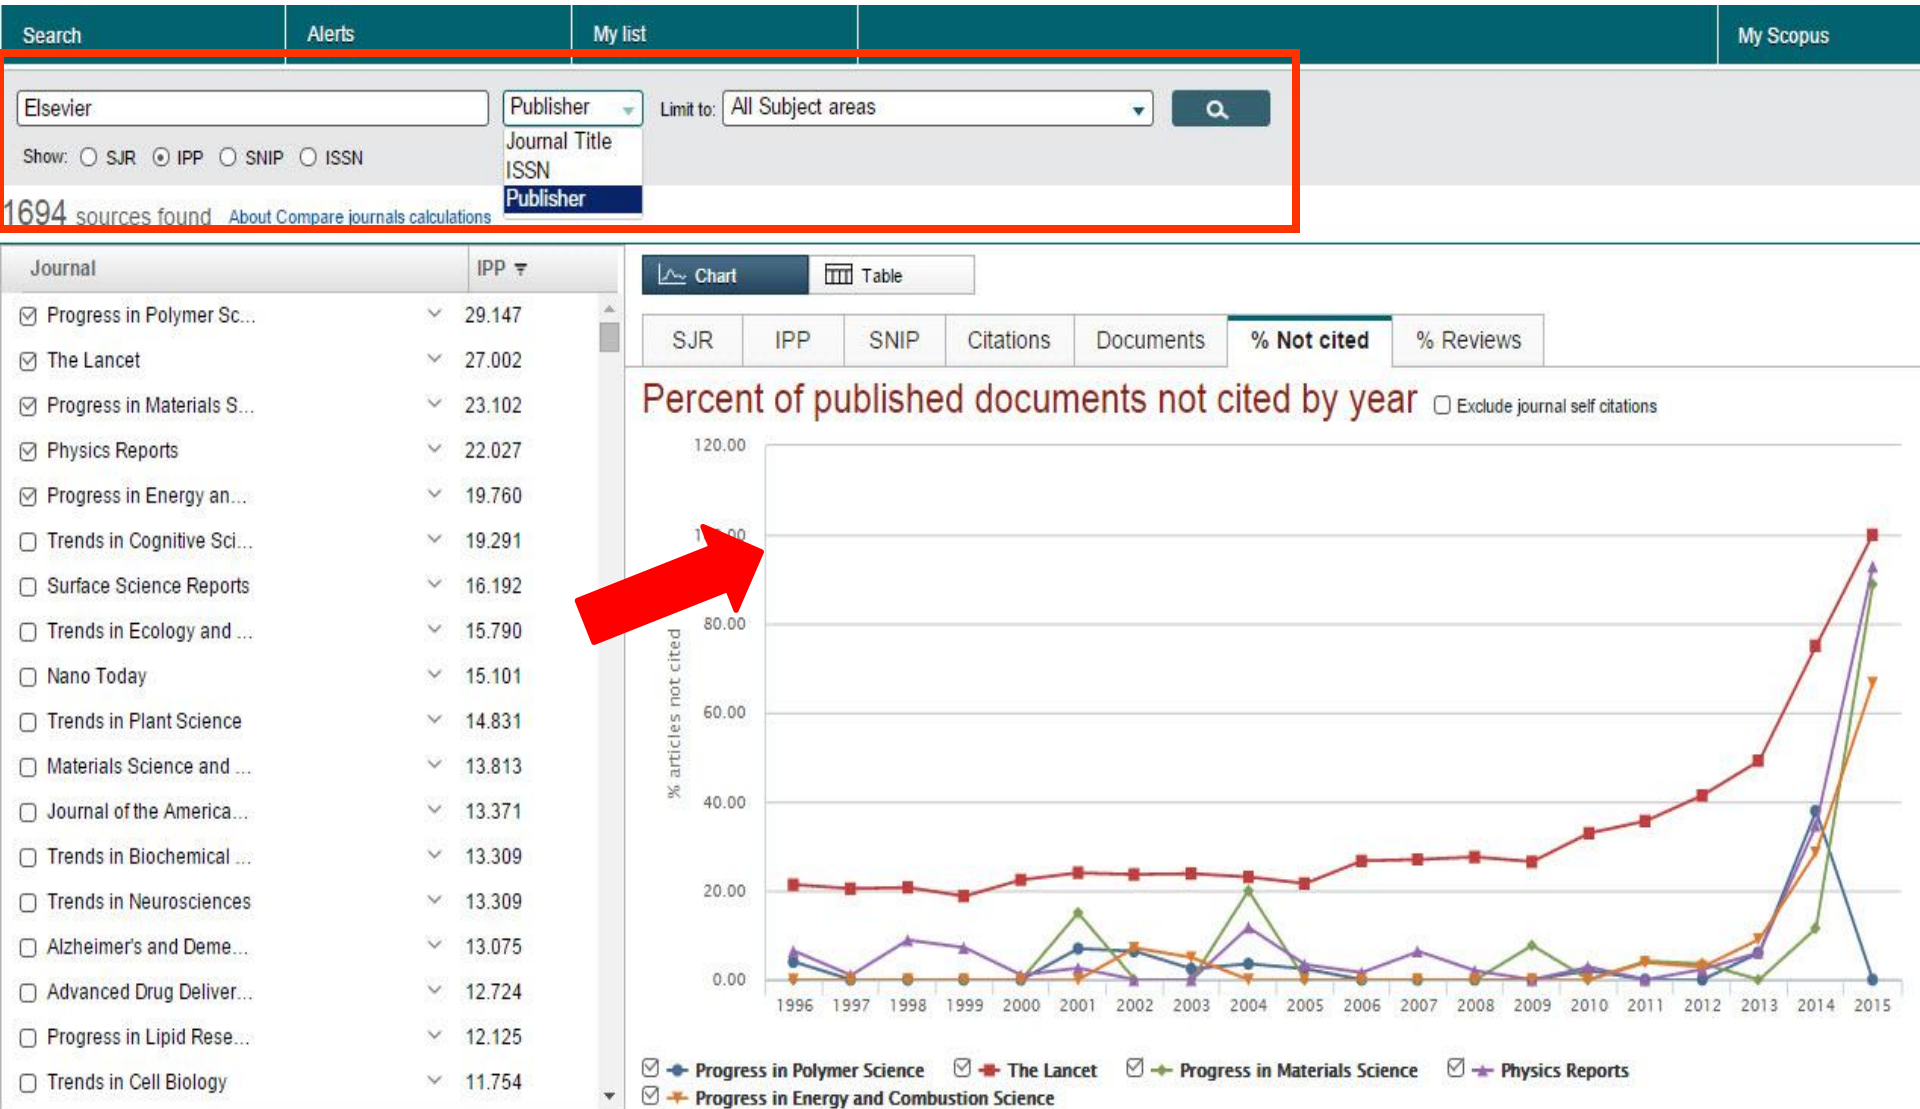 Search Alerts My list My Scopus
Elsevier Publisher Limit to: All Subject areas
Journal Title
Show: SJR IPP SNIP ISSN
ISSN
Publisher
1694 sources found About Compare journals calculations
Journal IPP
Progress in Polymer Sc... 29.147
The Lancet 27.002
Progress in Materials S... 23.102
Physics Reports 22.027
Progress in Energy an... 19.760
Trends in Cognitive Sci... 19.291
Surface Science Reports 16.192
Trends in Ecology and ... 15.790
Nano Today 15.101
Trends in Plant Science 14.831
Materials Science and ... 13.813
Journal of the America... 13.371
Trends in Biochemical ... 13.309
Trends in Neurosciences 13.309
Alzheimer's and Deme... 13.075
Advanced Drug Deliver... 12.724
Progress in Lipid Rese... 12.125
Trends in Cell Biology 11.754
Chart Table
SJR IPP SNIP Citations Documents % Not cited % Reviews
Percent of published documents not cited by year Exclude journal self citations
120.00
80.00
60.00
40.00
20.00
0.00
% articles not cited
1996 1997 1998 1999 2000 2001 2002 2003 2004 2005 2006 2007 2008 2009 2010 2011 2012 2013 2014 2015
Progress in Polymer Science The Lancet Progress in Materials Science Physics Reports
Progress in Energy and Combustion Science